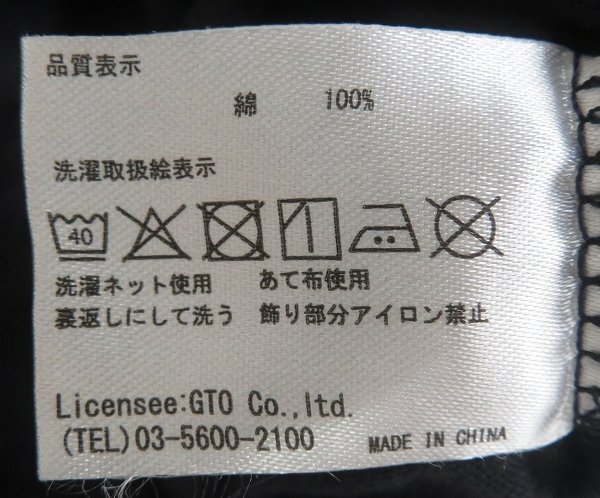 品質表示
綿 100%
洗濯取扱絵表示
40
洗濯ネット使用 あて布使用
裏返しにして洗う 飾り部分アイロン禁止
Licensee:GTO Co.,ltd.
(TEL)03-5600-2100 MADE IN CHINA